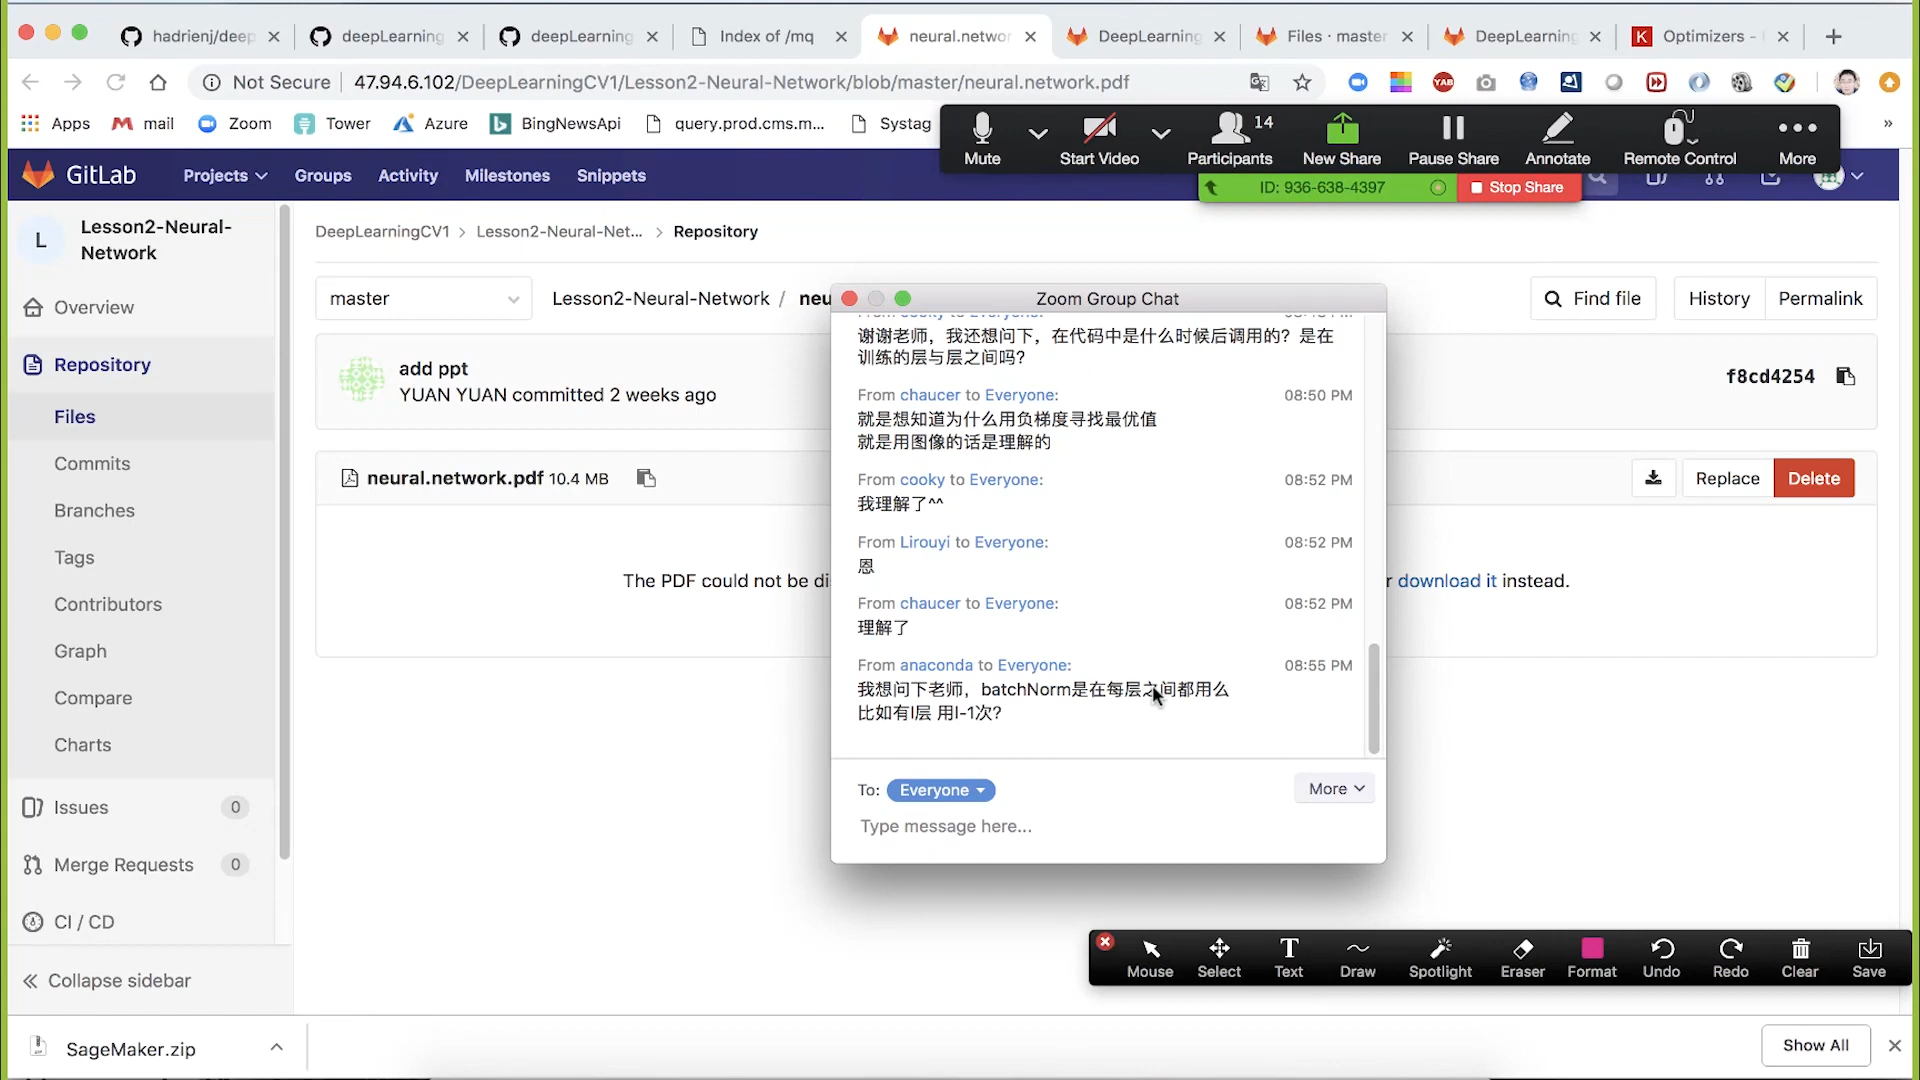 hadrienj/deep
deepLearning
deepLearning
Index of /mq
neural.networ
DeepLearning
Files · master
DeepLearning
K
Optimizers -
Not Secure
47.94.6.102/DeepLearningCV1/Lesson2-Neural-Network/blob/master/neural.network.pdf
Apps
mail
Zoom
Tower
Azure
BingNewsApi
query.prod.cms.m...
Systag
»
Mute
Start Video
Participants
14
New Share
Pause Share
Annotate
Remote Control
More
ID: 936-638-4397
Stop Share
GitLab
Projects
Groups
Activity
Milestones
Snippets
L
Lesson2-Neural-
Network
Overview
Repository
Files
Commits
Branches
Tags
Contributors
Graph
Compare
Charts
Issues
0
Merge Requests
0
CI / CD
« Collapse sidebar
DeepLearningCV1 > Lesson2-Neural-Net... > Repository
master
Lesson2-Neural-Network / neu
Find file
History
Permalink
add ppt
YUAN YUAN committed 2 weeks ago
f8cd4254
neural.network.pdf 10.4 MB
Replace
Delete
The PDF could not be di
r download it instead.
Zoom Group Chat
谢谢老师，我还想问下，在代码中是什么时候后调用的？是在
训练的层与层之间吗?
From chaucer to Everyone:
08:50 PM
就是想知道为什么用负梯度寻找最优值
就是用图像的话是理解的
From cooky to Everyone:
08:52 PM
我理解了^^
From Lirouyi to Everyone:
08:52 PM
恩
From chaucer to Everyone:
08:52 PM
理解了
From anaconda to Everyone:
08:55 PM
我想问下老师，batchNorm是在每层之间都用么
比如有l层 用l-1次?
To: Everyone
More
Type message here...
Mouse
Select
Text
Draw
Spotlight
Eraser
Format
Undo
Redo
Clear
Save
SageMaker.zip
Show All